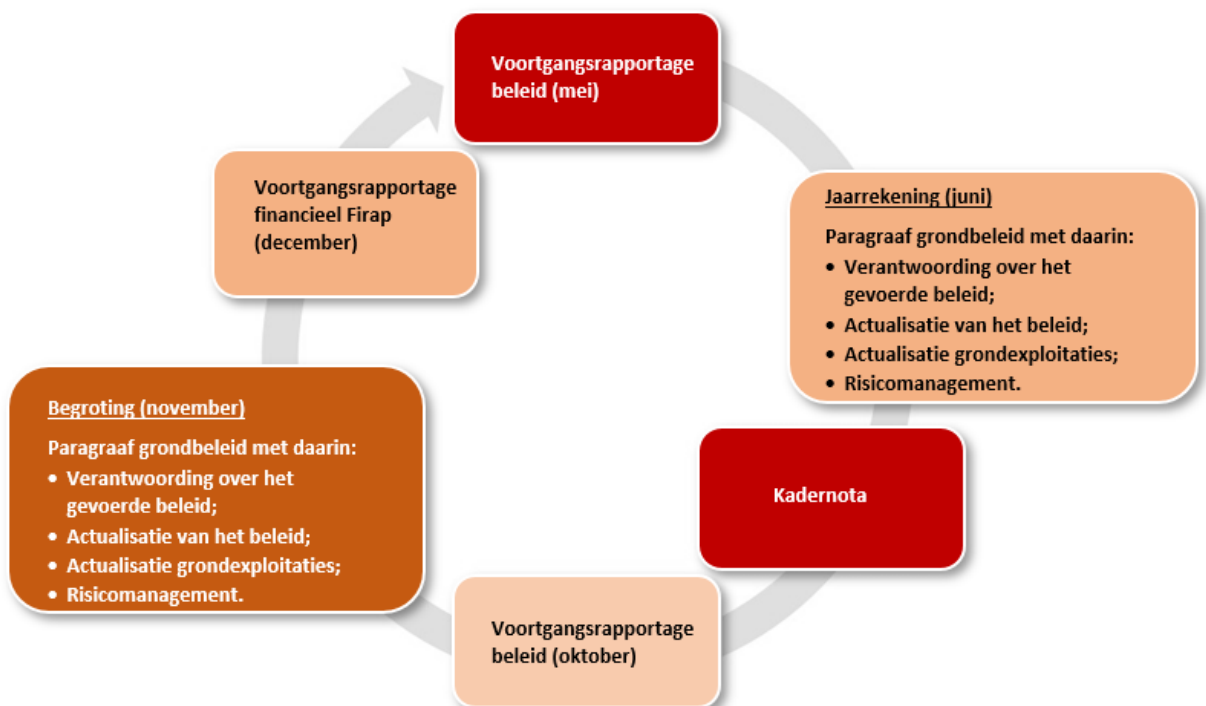 Voortgangsrapportage
beleid (mei)
Jaarrekening (juni)
Paragraaf grondbeleid met daarin:
• Verantwoording over het
gevoerde beleid;
• Actualisatie van het beleid;
• Actualisatie grondexploitaties;
• Risicomanagement.
Kadernota
Voortgangsrapportage
beleid (oktober)
Begroting (november)
Paragraaf grondbeleid met daarin:
• Verantwoording over het
gevoerde beleid;
• Actualisatie van het beleid;
• Actualisatie grondexploitaties;
• Risicomanagement.
Voortgangsrapportage
financieel Firap
(december)